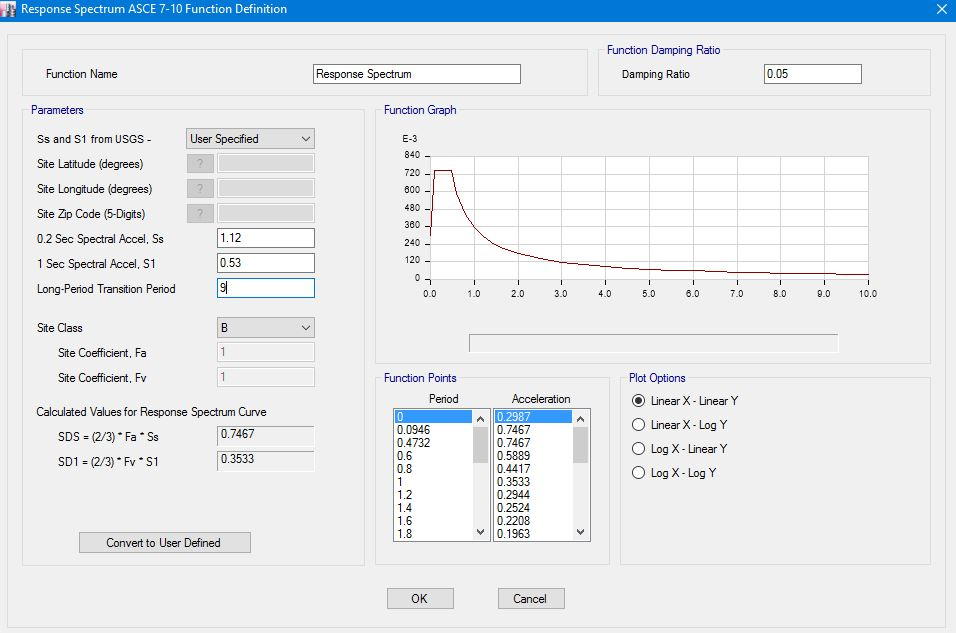 Response Spectrum ASCE 7-10 Function Definition
Function Name
Response Spectrum
Function Damping Ratio
Damping Ratio
0.05
Parameters
Ss and S1 from USGS -
User Specified
Site Latitude (degrees)
?
Site Longitude (degrees)
?
Site Zip Code (5-Digits)
?
0.2 Sec Spectral Accel, Ss
1.12
1 Sec Spectral Accel, S1
0.53
Long-Period Transition Period
9
Site Class
B
Site Coefficient, Fa
1
Site Coefficient, Fv
1
Calculated Values for Response Spectrum Curve
SDS = (2/3) * Fa * Ss
0.7467
SD1 = (2/3) * Fv * S1
0.3533
Convert to User Defined
Function Graph
E-3
840
720
600
480
360
240
120
0
0.0 1.0 2.0 3.0 4.0 5.0 6.0 7.0 8.0 9.0 10.0
Function Points
Period Acceleration
0 0.2987
0.0946 0.7467
0.4732 0.7467
0.6 0.5889
0.8 0.4417
1 0.3533
1.2 0.2944
1.4 0.2524
1.6 0.2208
1.8 0.1963
Plot Options
Linear X - Linear Y
Linear X - Log Y
Log X - Linear Y
Log X - Log Y
OK
Cancel